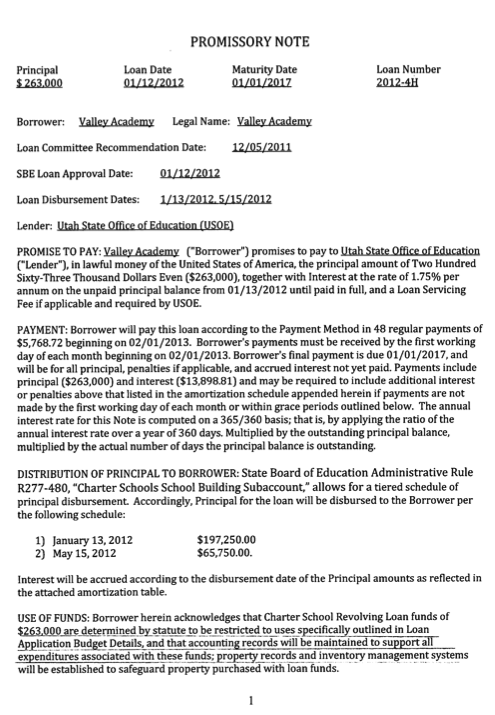 PROMISSORY NOTE
Principal Loan Date Maturity Date Loan Number
$ 263,000 01/12/2012 01/01/2017 2012-4H
Borrower: Valley Academy Legal Name: Valley Academy
Loan Committee Recommendation Date: 12/05/2011
SBE Loan Approval Date: 01/12/2012
Loan Disbursement Dates: 1/13/2012, 5/15/2012
Lender: Utah State Office of Education (USOE)
PROMISE TO PAY: Valley Academy ("Borrower") promises to pay to Utah State Office of Education
("Lender"), in lawful money of the United States of America, the principal amount of Two Hundred
Sixty-Three Thousand Dollars Even ($263,000), together with Interest at the rate of 1.75% per
annum on the unpaid principal balance from 01/13/2012 until paid in full, and a Loan Servicing
Fee if applicable and required by USOE.
PAYMENT: Borrower will pay this loan according to the Payment Method in 48 regular payments of
$5,768.72 beginning on 02/01/2013. Borrower's payments must be received by the first working
day of each month beginning on 02/01/2013. Borrower's final payment is due 01/01/2017, and
will be for all principal, penalties if applicable, and accrued interest not yet paid. Payments include
principal ($263,000) and interest ($13,898.81) and may be required to include additional interest
or penalties above that listed in the amortization schedule appended herein if payments are not
made by the first working day of each month or within grace periods outlined below. The annual
interest rate for this Note is computed on a 365/360 basis; that is, by applying the ratio of the
annual interest rate over a year of 360 days. Multiplied by the outstanding principal balance,
multiplied by the actual number of days the principal balance is outstanding.
DISTRIBUTION OF PRINCIPAL TO BORROWER: State Board of Education Administrative Rule
R277-480, "Charter Schools School Building Subaccount," allows for a tiered schedule of
principal disbursement. Accordingly, Principal for the loan will be disbursed to the Borrower per
the following schedule:
1) January 13, 2012 $197,250.00
2) May 15, 2012 $65,750.00.
Interest will be accrued according to the disbursement date of the Principal amounts as reflected in
the attached amortization table.
USE OF FUNDS: Borrower herein acknowledges that Charter School Revolving Loan funds of
$263,000 are determined by statute to be restricted to uses specifically outlined in Loan
Application Budget Details, and that accounting records will be maintained to support all
expenditures associated with these funds; property records and inventory management systems
will be established to safeguard property purchased with loan funds.
1